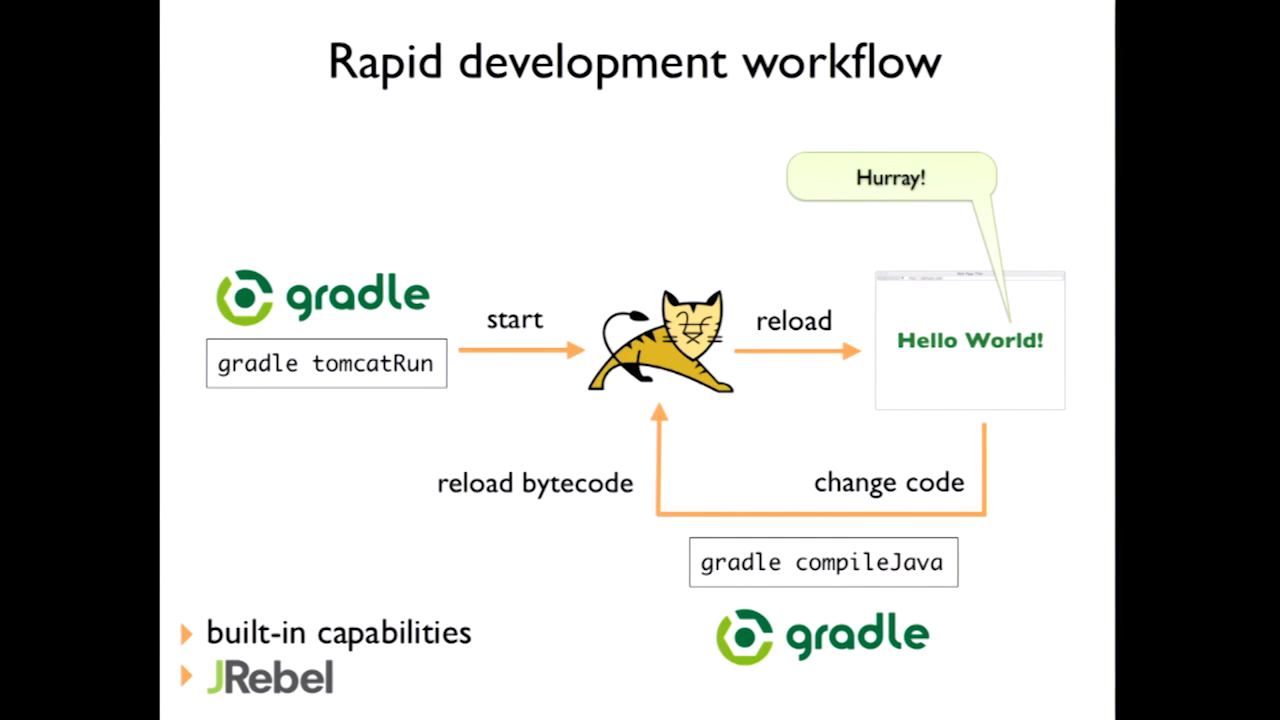 Rapid development workflow
Hurray!
gradle
start
reload
Hello World!
gradle tomcatRun
reload bytecode
change code
gradle compileJava
built-in capabilities
gradle
JRebel